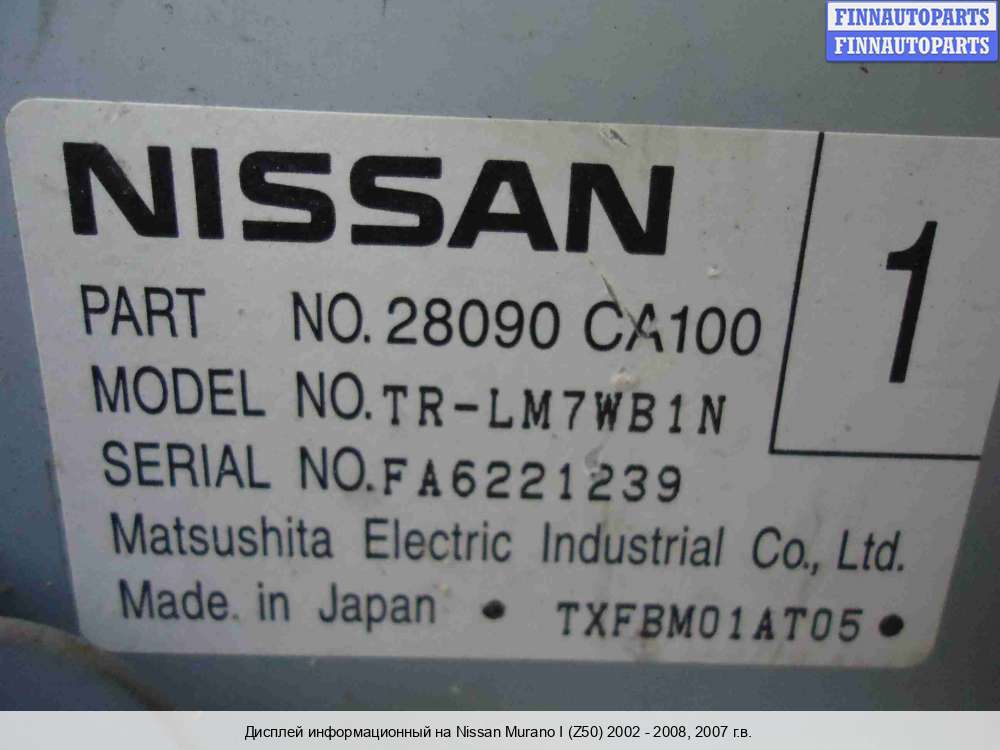 FINNAUTOPARTS
FINNAUTOPARTS
NISSAN
1
PART NO. 28090 CA100
MODEL NO. TR-LM7WB1N
SERIAL NO. FA6221239
Matsushita Electric Industrial Co., Ltd.
Made. in Japan • TXFBM01AT05 •
Дисплей информационный на Nissan Murano I (Z50) 2002 - 2008, 2007 г.в.